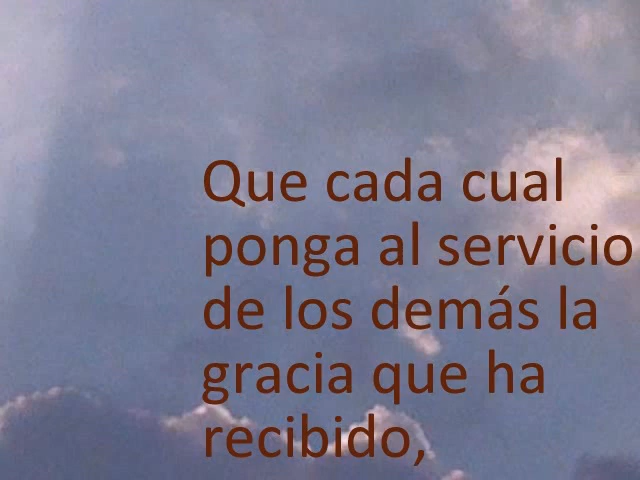 Que cada cual
ponga al servicio
de los demás la
gracia que ha
recibido,